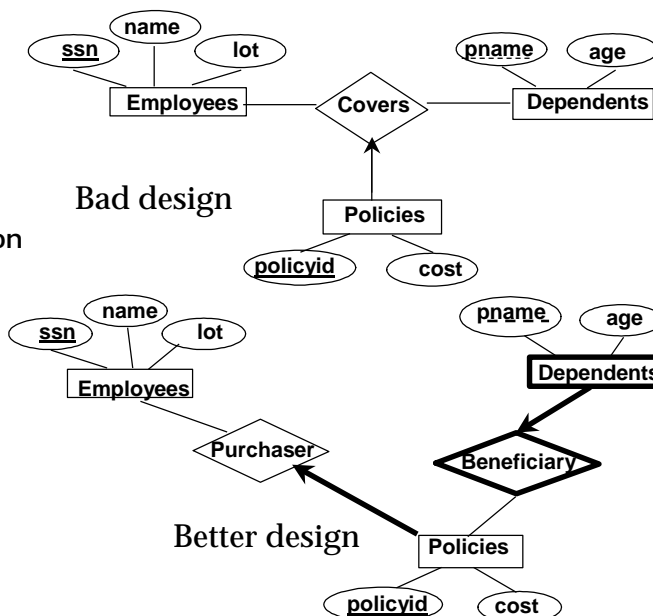 name
ssn
lot
pname
age
Employees
Covers
Dependents
Bad design
Policies
on
policyid
cost
name
ssn
lot
pname
age
Employees
Dependents
Purchaser
Beneficiary
Better design
Policies
policyid
cost